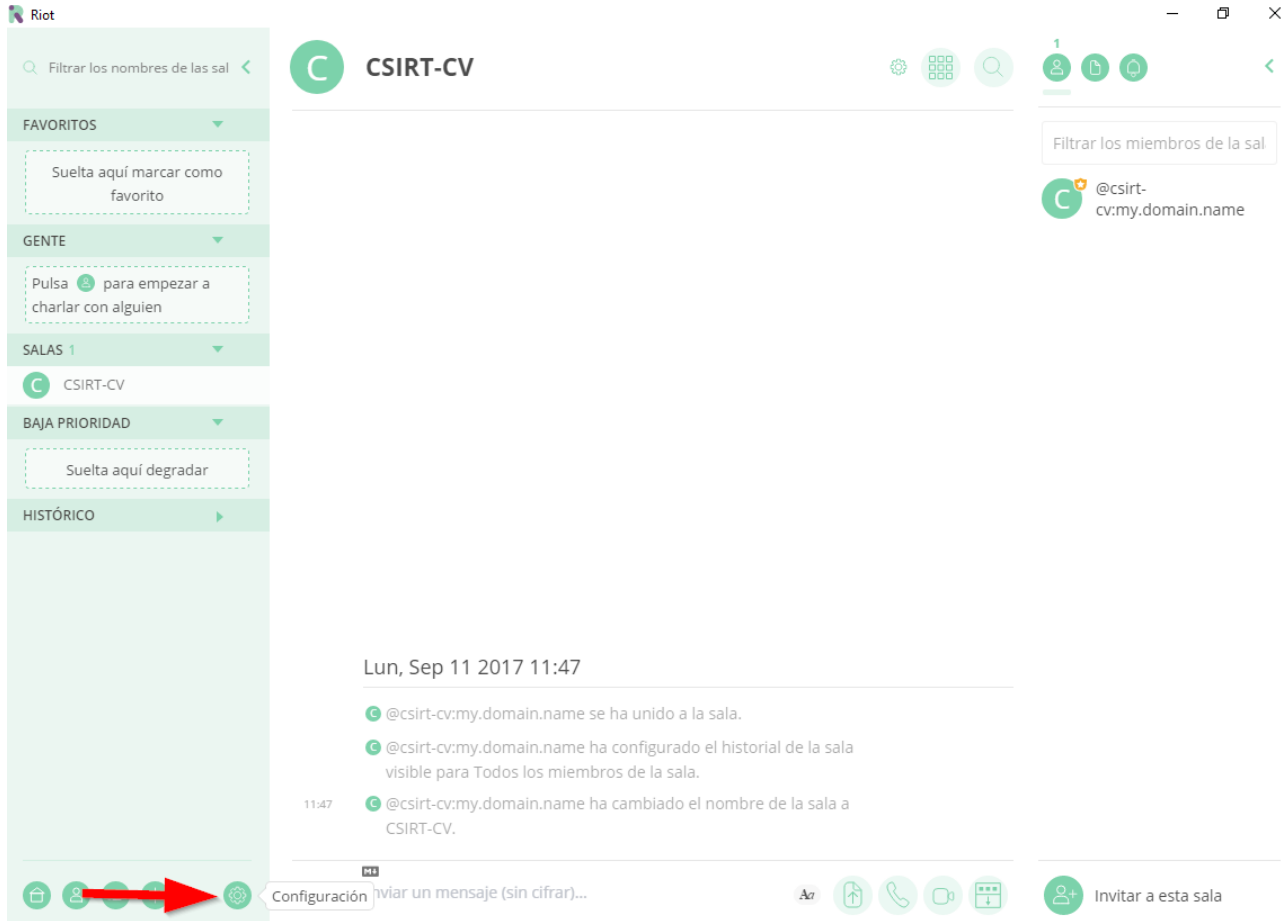 Riot
Filtrar los nombres de las sal
FAVORITOS
Suelta aquí marcar como
favorito
GENTE
Pulsa para empezar a
charlar con alguien
SALAS 1
C CSIRT-CV
BAJA PRIORIDAD
Suelta aquí degradar
HISTÓRICO
Configuración
C CSIRT-CV
Lun, Sep 11 2017 11:47
C @csirt-cv:my.domain.name se ha unido a la sala.
C @csirt-cv:my.domain.name ha configurado el historial de la sala
visible para Todos los miembros de la sala.
11:47 C @csirt-cv:my.domain.name ha cambiado el nombre de la sala a
CSIRT-CV.
M
nviar un mensaje (sin cifrar)...
Aa
1
Filtrar los miembros de la sal
C @csirt-
cv:my.domain.name
Invitar a esta sala